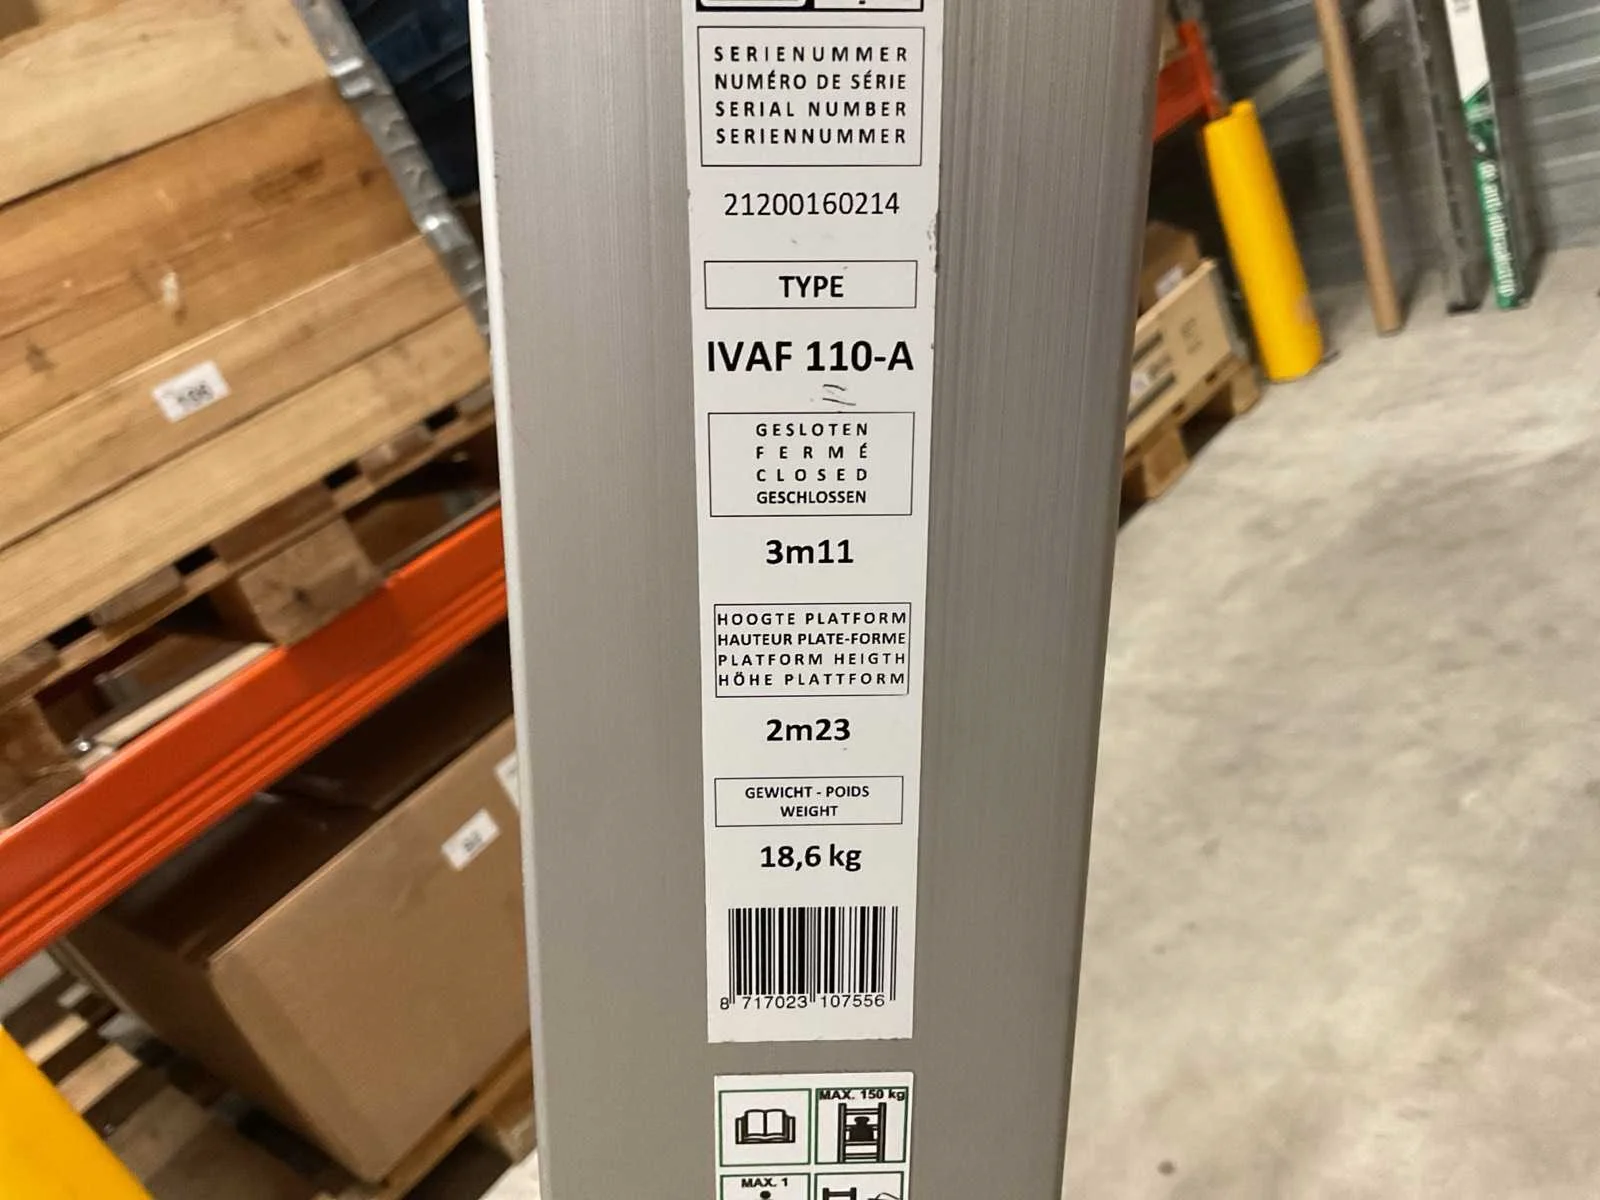 SERIENUMMER
NUMÉRO DE SÉRIE
SERIAL NUMBER
SERIENNUMMER
21200160214
TYPE
IVAF 110-A
GESLOTEN
FERMÉ
CLOSED
GESCHLOSSEN
3m11
HOOGTE PLATFORM
HAUTEUR PLATE-FORME
PLATFORM HEIGTH
HÖHE PLATTFORM
2m23
GEWICHT - POIDS
WEIGHT
18,6 kg
8 717023 107556
MAX. 150 kg
MAX. 1